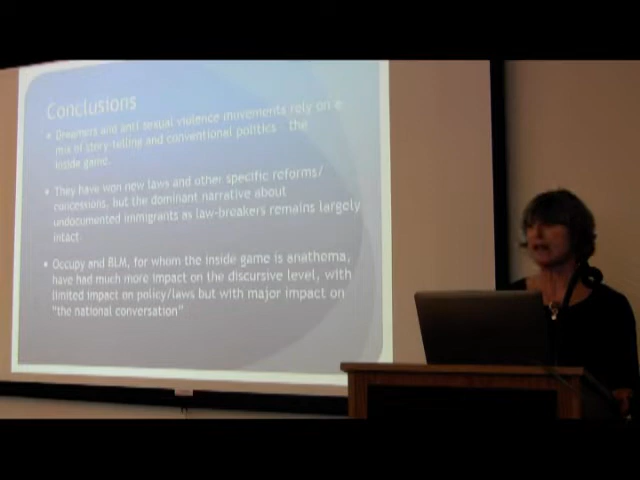 Conclusions
• Dreamers and anti sexual violence movements rely on a
mix of story-telling and conventional politics – the
inside game.
• They have won new laws and other specific reforms/
concessions, but the dominant narrative about
undocumented immigrants as law-breakers remains largely
intact.
• Occupy and BLM, for whom the inside game is anathema,
have had much more impact on the discursive level, with
limited impact on policy/laws but with major impact on
"the national conversation"